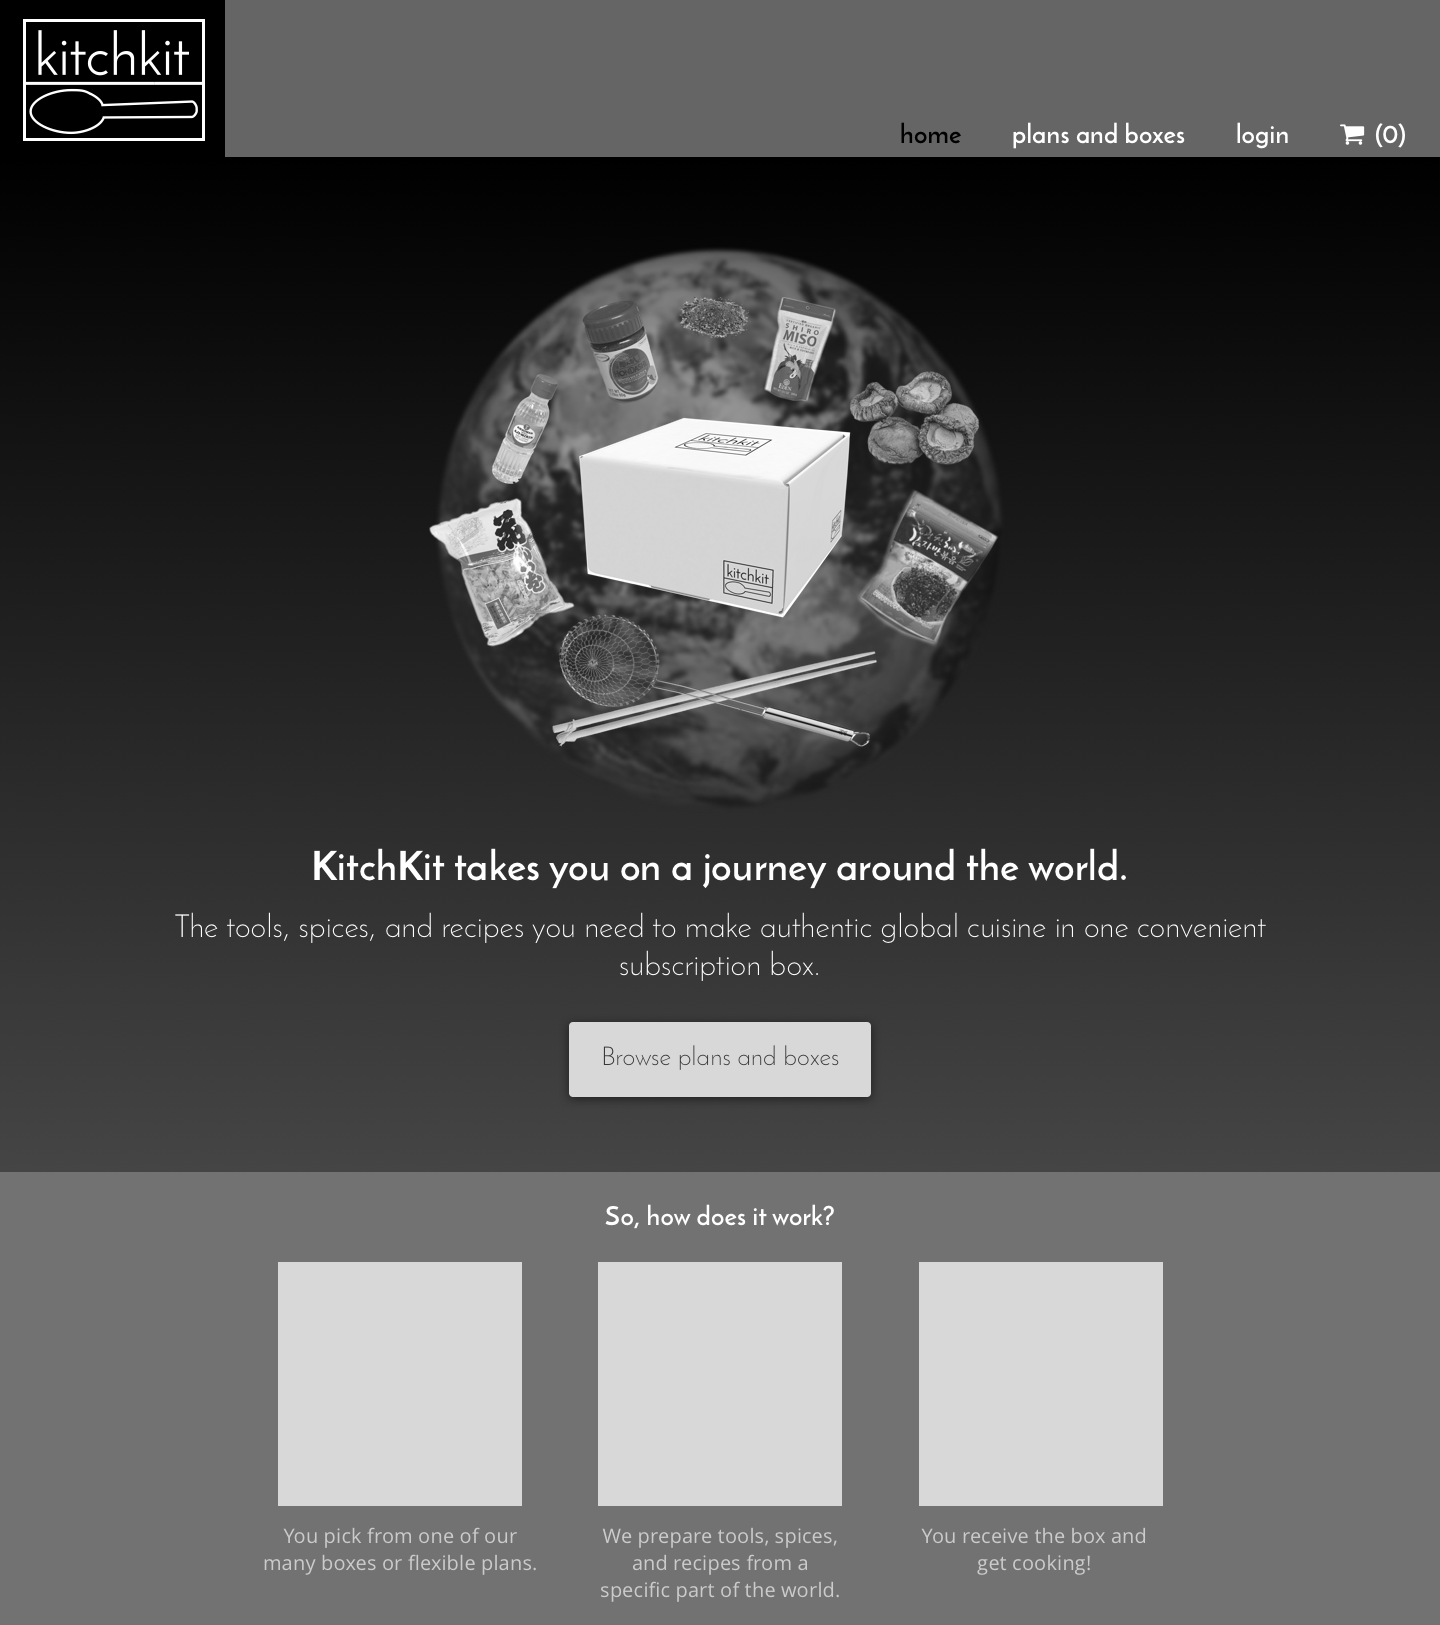 kitchkit
home plans and boxes login (0)
SHIRO
MISO
kitchkit
kitchkit
KitchKit takes you on a journey around the world.
The tools, spices, and recipes you need to make authentic global cuisine in one convenient
subscription box.
Browse plans and boxes
So, how does it work?
You pick from one of our
many boxes or flexible plans.
We prepare tools, spices,
and recipes from a
specific part of the world.
You receive the box and
get cooking!